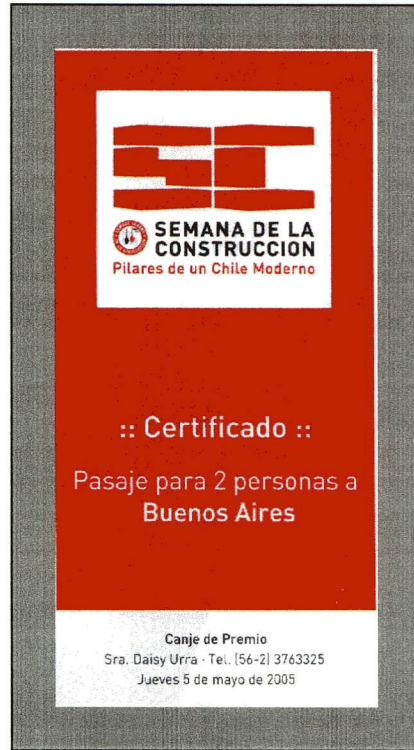 SC
SEMANA DE LA
CONSTRUCCION
Pilares de un Chile Moderno
:: Certificado ::
Pasaje para 2 personas a
Buenos Aires
Canje de Premio
Sra. Daisy Urra - Tel. (56-2) 3763325
Jueves 5 de mayo de 2005